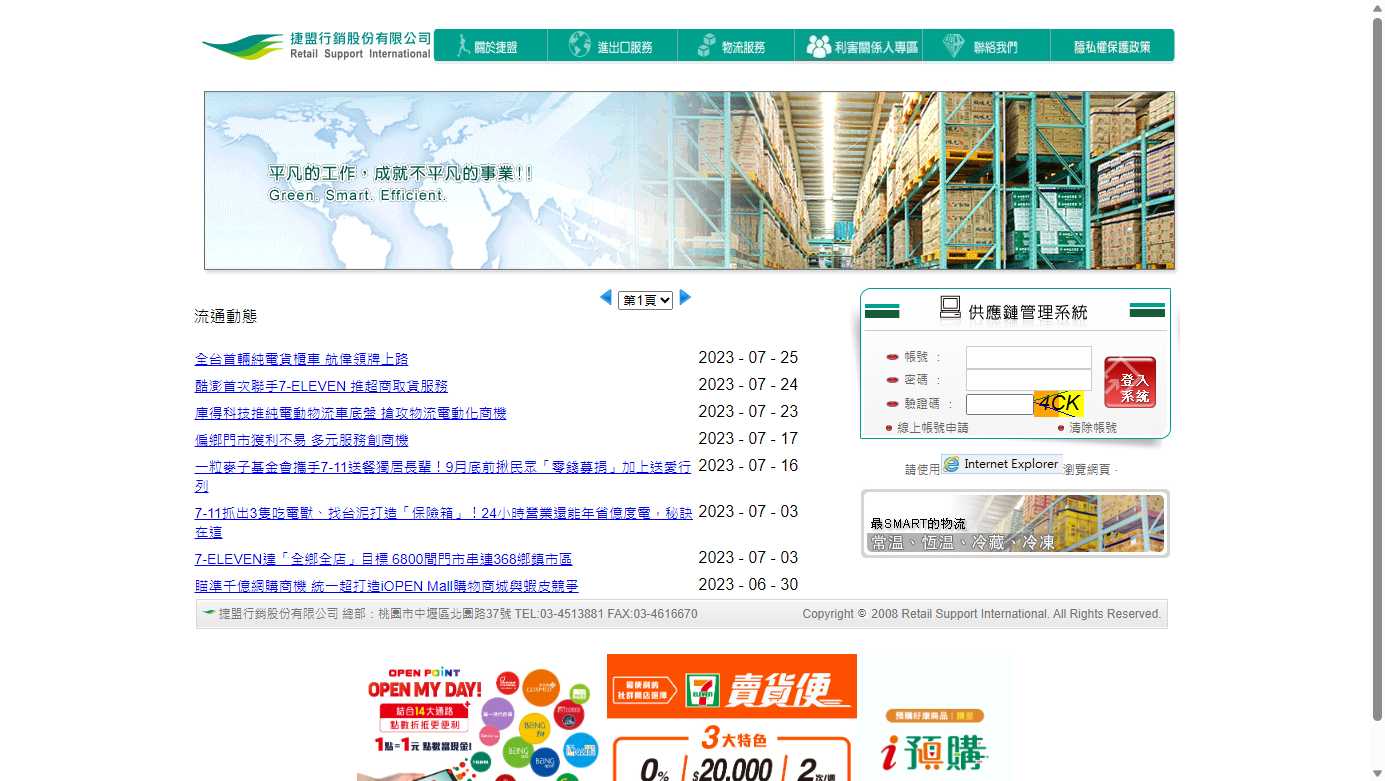 捷盟行銷股份有限公司
Retail Support International
關於捷盟
進出口服務
物流服務
利害關係人專區
聯絡我們
隱私權保護政策
平凡的工作，成就不平凡的事業!!
Green. Smart. Efficient.
第1頁
流通動態
全台首輛純電貨櫃車 航偉領牌上路 2023 - 07 - 25
酷澎首次聯手7-ELEVEN 推超商取貨服務 2023 - 07 - 24
庫得科技推純電動物流車底盤 搶攻物流電動化商機 2023 - 07 - 23
偏鄉門市獲利不易 多元服務創商機 2023 - 07 - 17
一粒麥子基金會攜手7-11送餐獨居長輩！9月底前揪民眾「零錢募捐」加上送愛行 2023 - 07 - 16
列
7-11抓出3隻吃電獸、找台泥打造「保險箱」！24小時營業還能年省億度電，秘訣 2023 - 07 - 03
在這
7-ELEVEN達「全鄉全店」目標 6800間門市串連368鄉鎮市區 2023 - 07 - 03
瞄準千億網購商機 統一超打造iOPEN Mall購物商城與蝦皮競爭 2023 - 06 - 30
供應鏈管理系統
帳號 ：
密碼 ：
驗證碼 ：
4CK
登入
系統
線上帳號申請
清除帳號
請使用 Internet Explorer 瀏覽網頁 -
最SMART的物流
常溫、恆溫、冷藏、冷凍
捷盟行銷股份有限公司 總部：桃園市中壢區北園路37號 TEL:03-4513881 FAX:03-4616670
Copyright © 2008 Retail Support International. All Rights Reserved.
OPEN POINT
OPEN MY DAY!
結合14大通路
點數折抵更便利
1點=1元 點數當現金!
最便利的
社群開店選擇
賣貨便
3大特色
0%
$20,000
2次/週
i預購